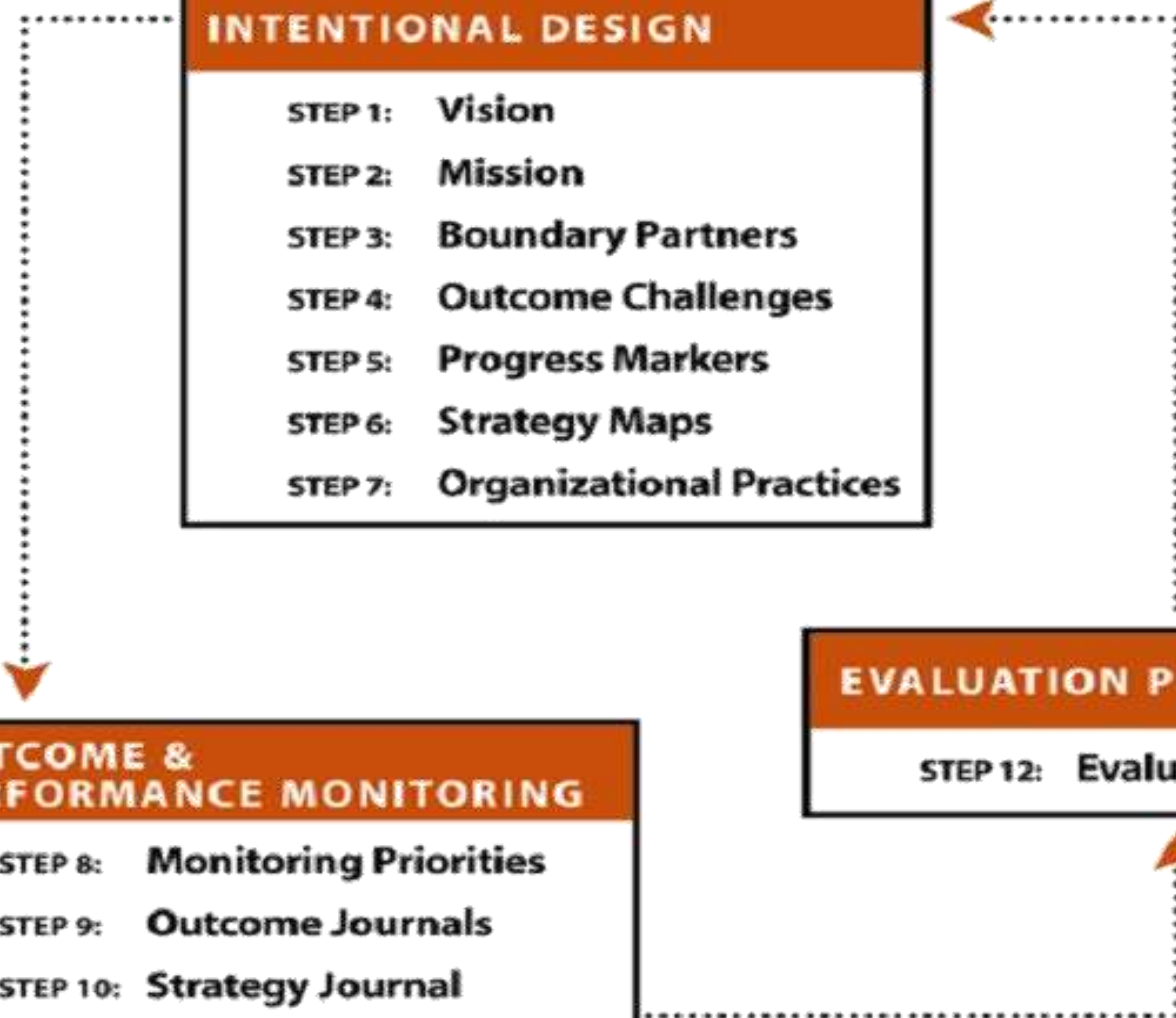 INTENTIONAL DESIGN
STEP 1: Vision
STEP 2: Mission
STEP 3: Boundary Partners
STEP 4: Outcome Challenges
STEP 5: Progress Markers
STEP 6: Strategy Maps
STEP 7: Organizational Practices
EVALUATION P
STEP 12: Evalu
TCOME &
FORMANCE MONITORING
STEP 8: Monitoring Priorities
STEP 9: Outcome Journals
STEP 10: Strategy Journal